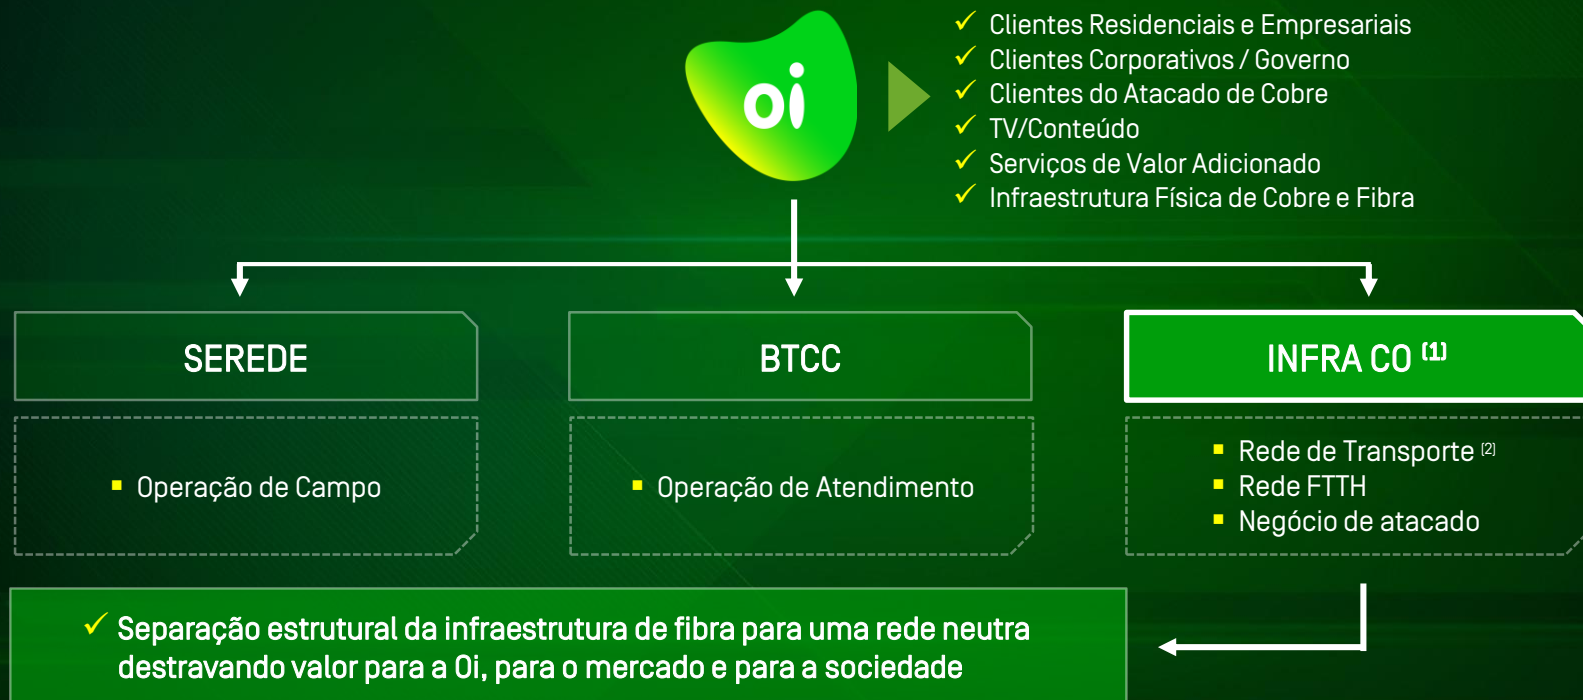 oi
Clientes Residenciais e Empresariais
Clientes Corporativos / Governo
Clientes do Atacado de Cobre
TV/Conteúdo
Serviços de Valor Adicionado
Infraestrutura Física de Cobre e Fibra
SEREDE
BTCC
INFRA CO (1)
Operação de Campo
Operação de Atendimento
Rede de Transporte (2)
Rede FTTH
Negócio de atacado
Separação estrutural da infraestrutura de fibra para uma rede neutra
destravando valor para a Oi, para o mercado e para a sociedade